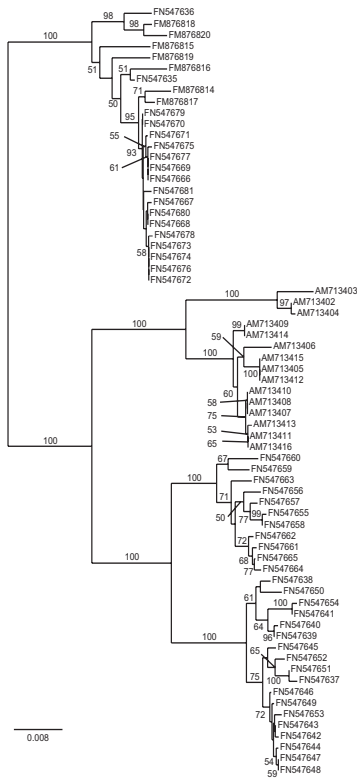 FN547636
98
98 FM876818
FM876820
100
FM876815
51
FM876819
51 FM876816
50
FN547635
71 FM876814
FM876817
95
FN547679
FN547670
55
FN547671
FN547675
93
FN547677
61
FN547669
FN547666
FN547681
FN547667
FN547680
FN547668
FN547678
58
FN547673
FN547674
FN547676
FN547672
100
AM713403
97 AM713402
AM713404
100
99 AM713409
AM713414
59
AM713406
100
AM713415
100 AM713405
AM713412
60
AM713410
58
AM713408
75
AM713407
AM713413
53
AM713411
65
AM713416
100
67 FN547660
FN547659
100
FN547663
71
FN547656
FN547657
50
99 FN547655
77
FN547658
FN547662
72
FN547661
68
FN547665
77
FN547664
100
FN547638
61
FN547650
100 FN547654
FN547641
64
FN547640
96 FN547639
100
65
FN547645
FN547652
FN547651
75
100 FN547637
FN547646
FN547649
72
FN547653
FN547643
FN547642
FN547644
54
FN547647
59
FN547648
0.008